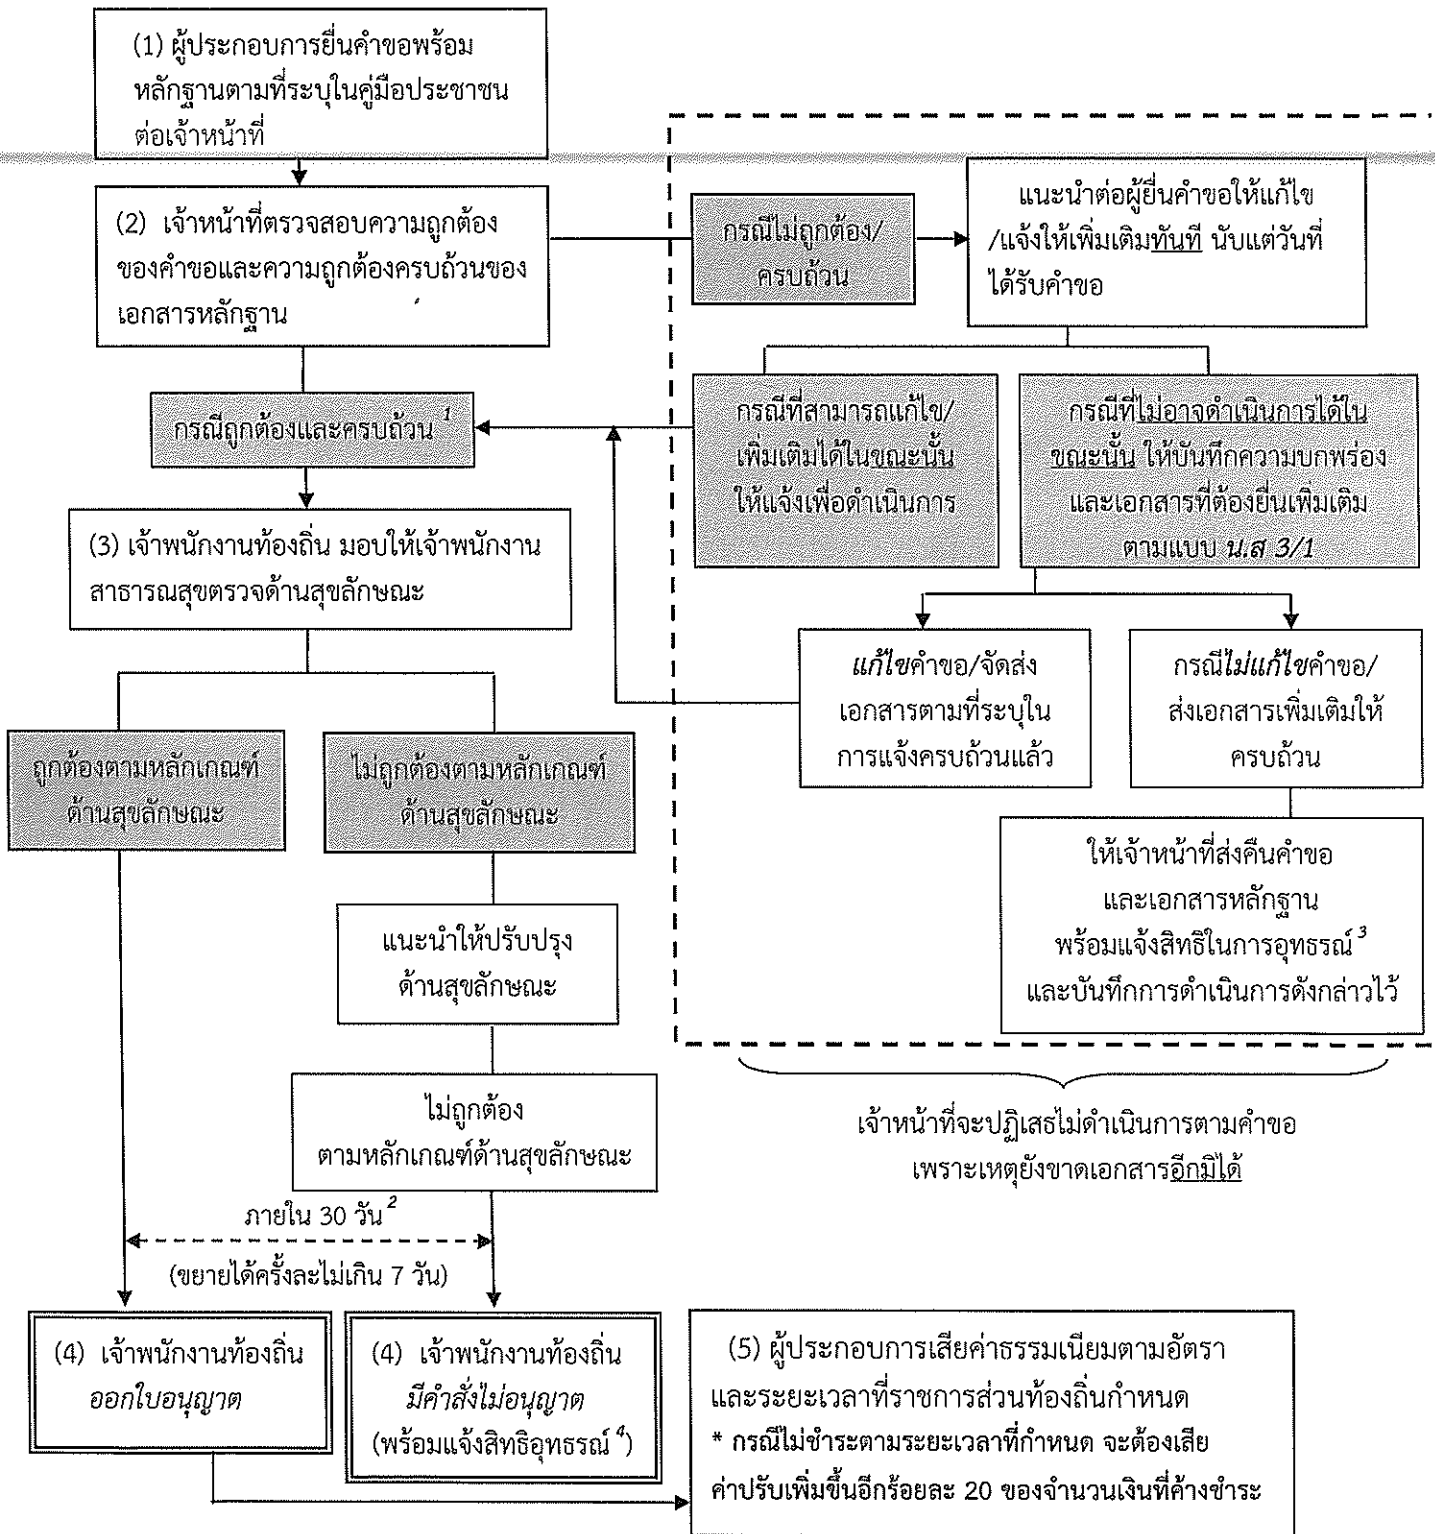 (1) ผู้ประกอบการยื่นคำขอพร้อม
หลักฐานตามที่ระบุในคู่มือประชาชน
ต่อเจ้าหน้าที่
(2) เจ้าหน้าที่ตรวจสอบความถูกต้อง
ของคำขอและความถูกต้องครบถ้วนของ
เอกสารหลักฐาน
กรณีไม่ถูกต้อง/
ครบถ้วน
แนะนำต่อผู้ยื่นคำขอให้แก้ไข
/แจ้งให้เพิ่มเติมทันที นับแต่วันที่
ได้รับคำขอ
กรณีถูกต้องและครบถ้วน 1
กรณีที่สามารถแก้ไข/
เพิ่มเติมได้ในขณะนั้น
ให้แจ้งเพื่อดำเนินการ
กรณีที่ไม่อาจดำเนินการได้ใน
ขณะนั้น ให้บันทึกความบกพร่อง
และเอกสารที่ต้องยื่นเพิ่มเติม
ตามแบบ น.ส 3/1
(3) เจ้าพนักงานท้องถิ่น มอบให้เจ้าพนักงาน
สาธารณสุขตรวจด้านสุขลักษณะ
แก้ไขคำขอ/จัดส่ง
เอกสารตามที่ระบุใน
การแจ้งครบถ้วนแล้ว
กรณีไม่แก้ไขคำขอ/
ส่งเอกสารเพิ่มเติมให้
ครบถ้วน
ถูกต้องตามหลักเกณฑ์
ด้านสุขลักษณะ
ไม่ถูกต้องตามหลักเกณฑ์
ด้านสุขลักษณะ
ให้เจ้าหน้าที่ส่งคืนคำขอ
และเอกสารหลักฐาน
พร้อมแจ้งสิทธิในการอุทธรณ์ 3
และบันทึกการดำเนินการดังกล่าวไว้
แนะนำให้ปรับปรุง
ด้านสุขลักษณะ
ไม่ถูกต้อง
ตามหลักเกณฑ์ด้านสุขลักษณะ
เจ้าหน้าที่จะปฏิเสธไม่ดำเนินการตามคำขอ
เพราะเหตุยังขาดเอกสารอีกมิได้
ภายใน 30 วัน 2
(ขยายได้ครั้งละไม่เกิน 7 วัน)
(4) เจ้าพนักงานท้องถิ่น
ออกใบอนุญาต
(4) เจ้าพนักงานท้องถิ่น
มีคำสั่งไม่อนุญาต
(พร้อมแจ้งสิทธิอุทธรณ์ 4)
(5) ผู้ประกอบการเสียค่าธรรมเนียมตามอัตรา
และระยะเวลาที่ราชการส่วนท้องถิ่นกำหนด
* กรณีไม่ชำระตามระยะเวลาที่กำหนด จะต้องเสีย
ค่าปรับเพิ่มขึ้นอีกร้อยละ 20 ของจำนวนเงินที่ค้างชำระ